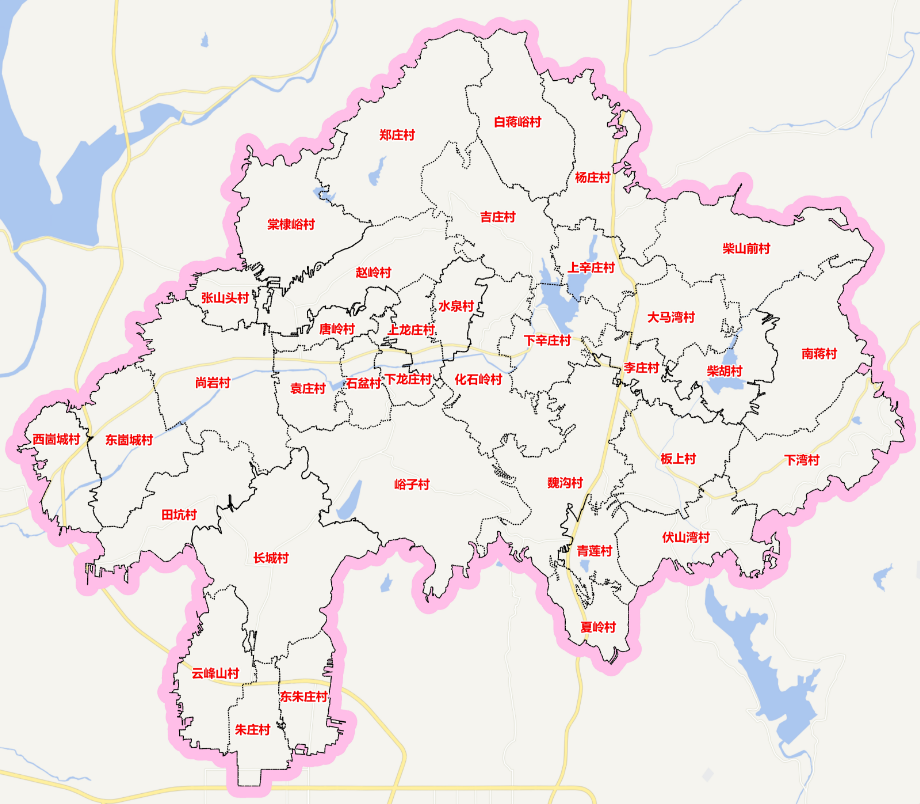 白蒋峪村
郑庄村
杨庄村
吉庄村
棠棣峪村
柴山前村
上辛庄村
赵岭村
张山头村
水泉村
大马湾村
唐岭村
上龙庄村
下辛庄村
南蒋村
李庄村
柴胡村
尚岩村
袁庄村
石盆村
下龙庄村
化石岭村
西崮城村
东崮城村
板上村
下湾村
峪子村
魏沟村
田坑村
伏山湾村
长城村
青莲村
夏岭村
云峰山村
东朱庄村
朱庄村